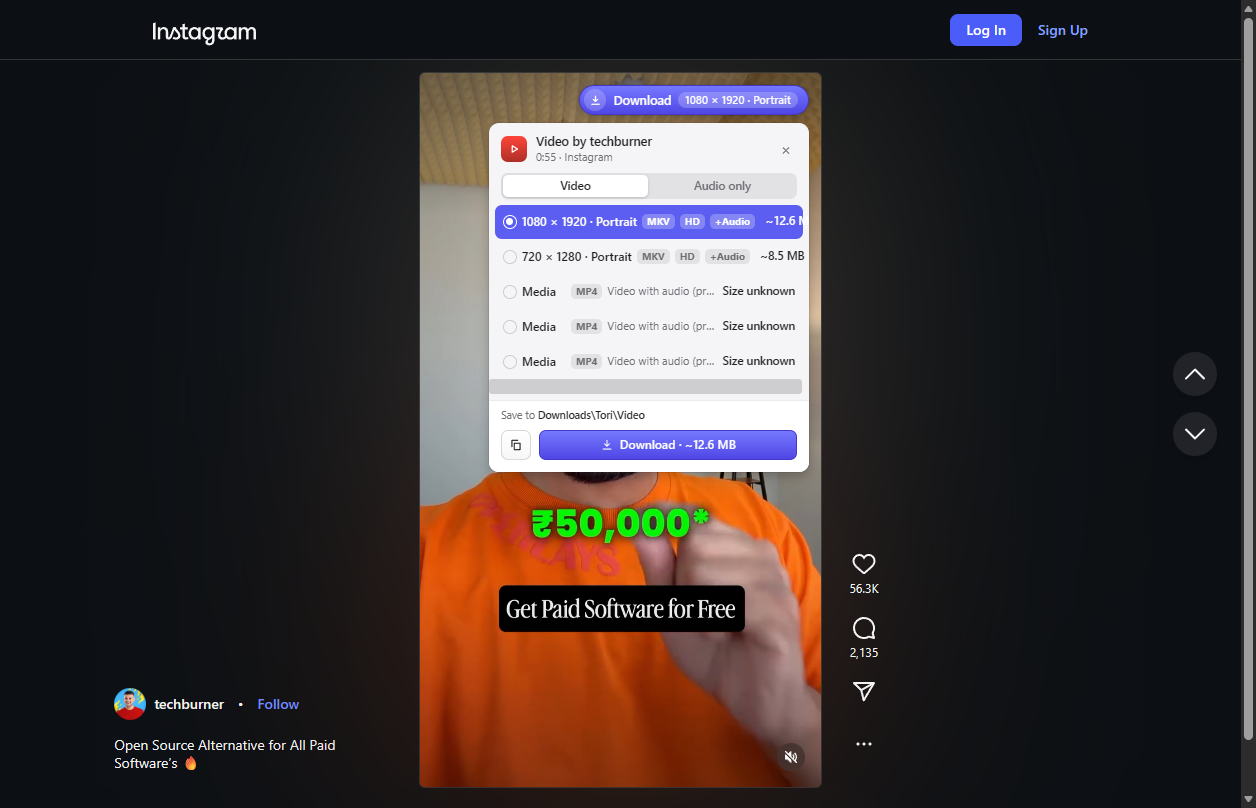 Instagram
Log In
Sign Up
Download 1080 × 1920 · Portrait
Video by techburner
0:55 · Instagram
×
Video
Audio only
1080 × 1920 · Portrait MKV HD +Audio ~12.6 M
720 × 1280 · Portrait MKV HD +Audio ~8.5 MB
Media MP4 Video with audio (pr... Size unknown
Media MP4 Video with audio (pr... Size unknown
Media MP4 Video with audio (pr... Size unknown
Save to Downloads\Tori\Video
Download · ~12.6 MB
₹50,000*
Get Paid Software for Free
56.3K
2,135
techburner • Follow
Open Source Alternative for All Paid
Software's 🔥